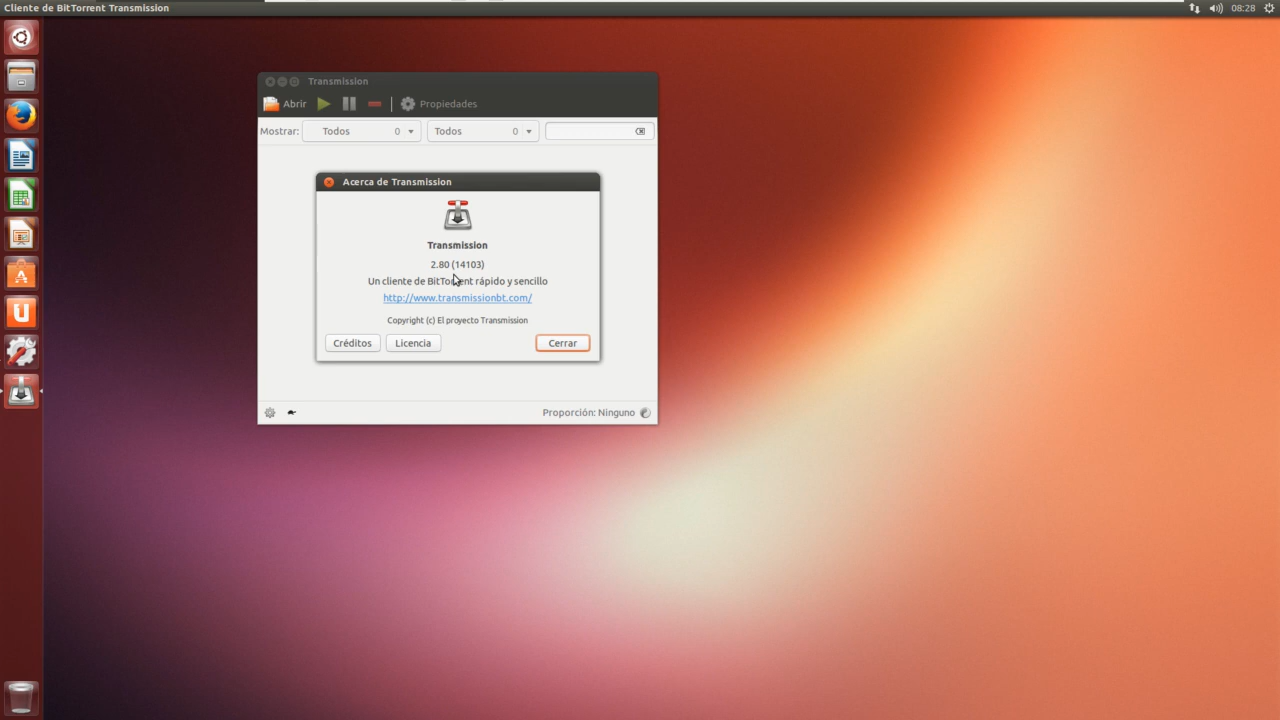 Cliente de BitTorrent Transmission 08:28
Transmission
Abrir Propiedades
Mostrar: Todos 0 Todos 0
Acerca de Transmission
Transmission
2.80 (14103)
Un cliente de BitTorrent rápido y sencillo
http://www.transmissionbt.com/
Copyright (c) El proyecto Transmission
Créditos Licencia Cerrar
Proporción: Ninguno